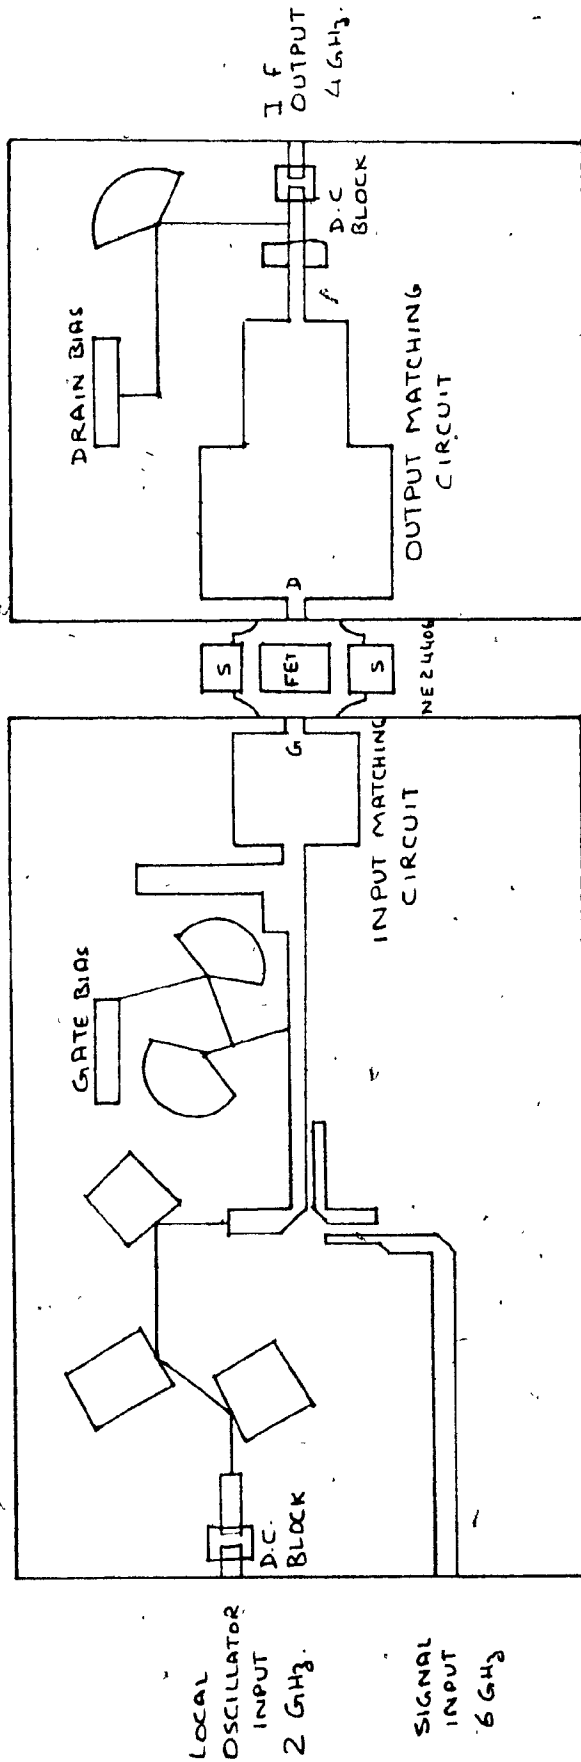 LOCAL
OSCILLATOR
INPUT
2 GHz.
SIGNAL
INPUT
6 GHz
D.C.
BLOCK
GATE BIAS
INPUT MATCHING
CIRCUIT
G
S
FET
S
NE24406
D
DRAIN BIAS
OUTPUT MATCHING
CIRCUIT
D.C
BLOCK
I F
OUTPUT
4 GHz.